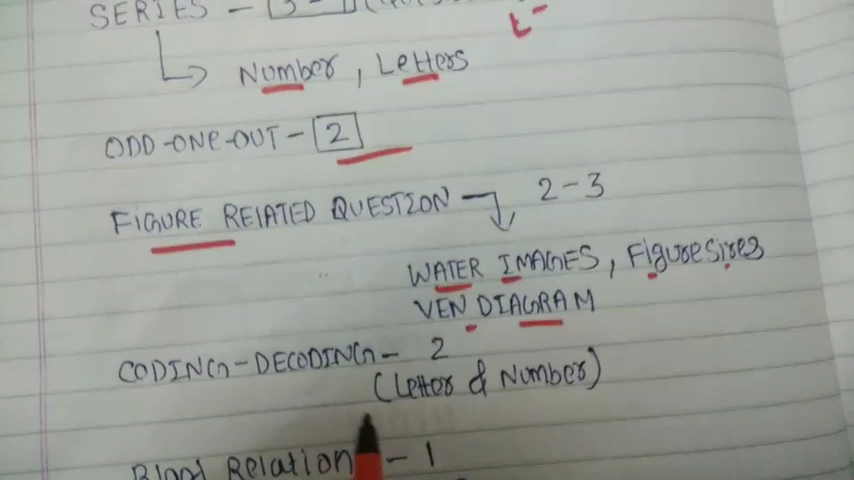 SERIES -
Number, Letters
ODD-ONE-OUT - 2
FIGURE RELATED QUESTION 2-3
WATER IMAGES, Figure Sires
VEN DIAGRAM
CODING-DECODING - 2
(Letter & Number)
Blood Relation - 1